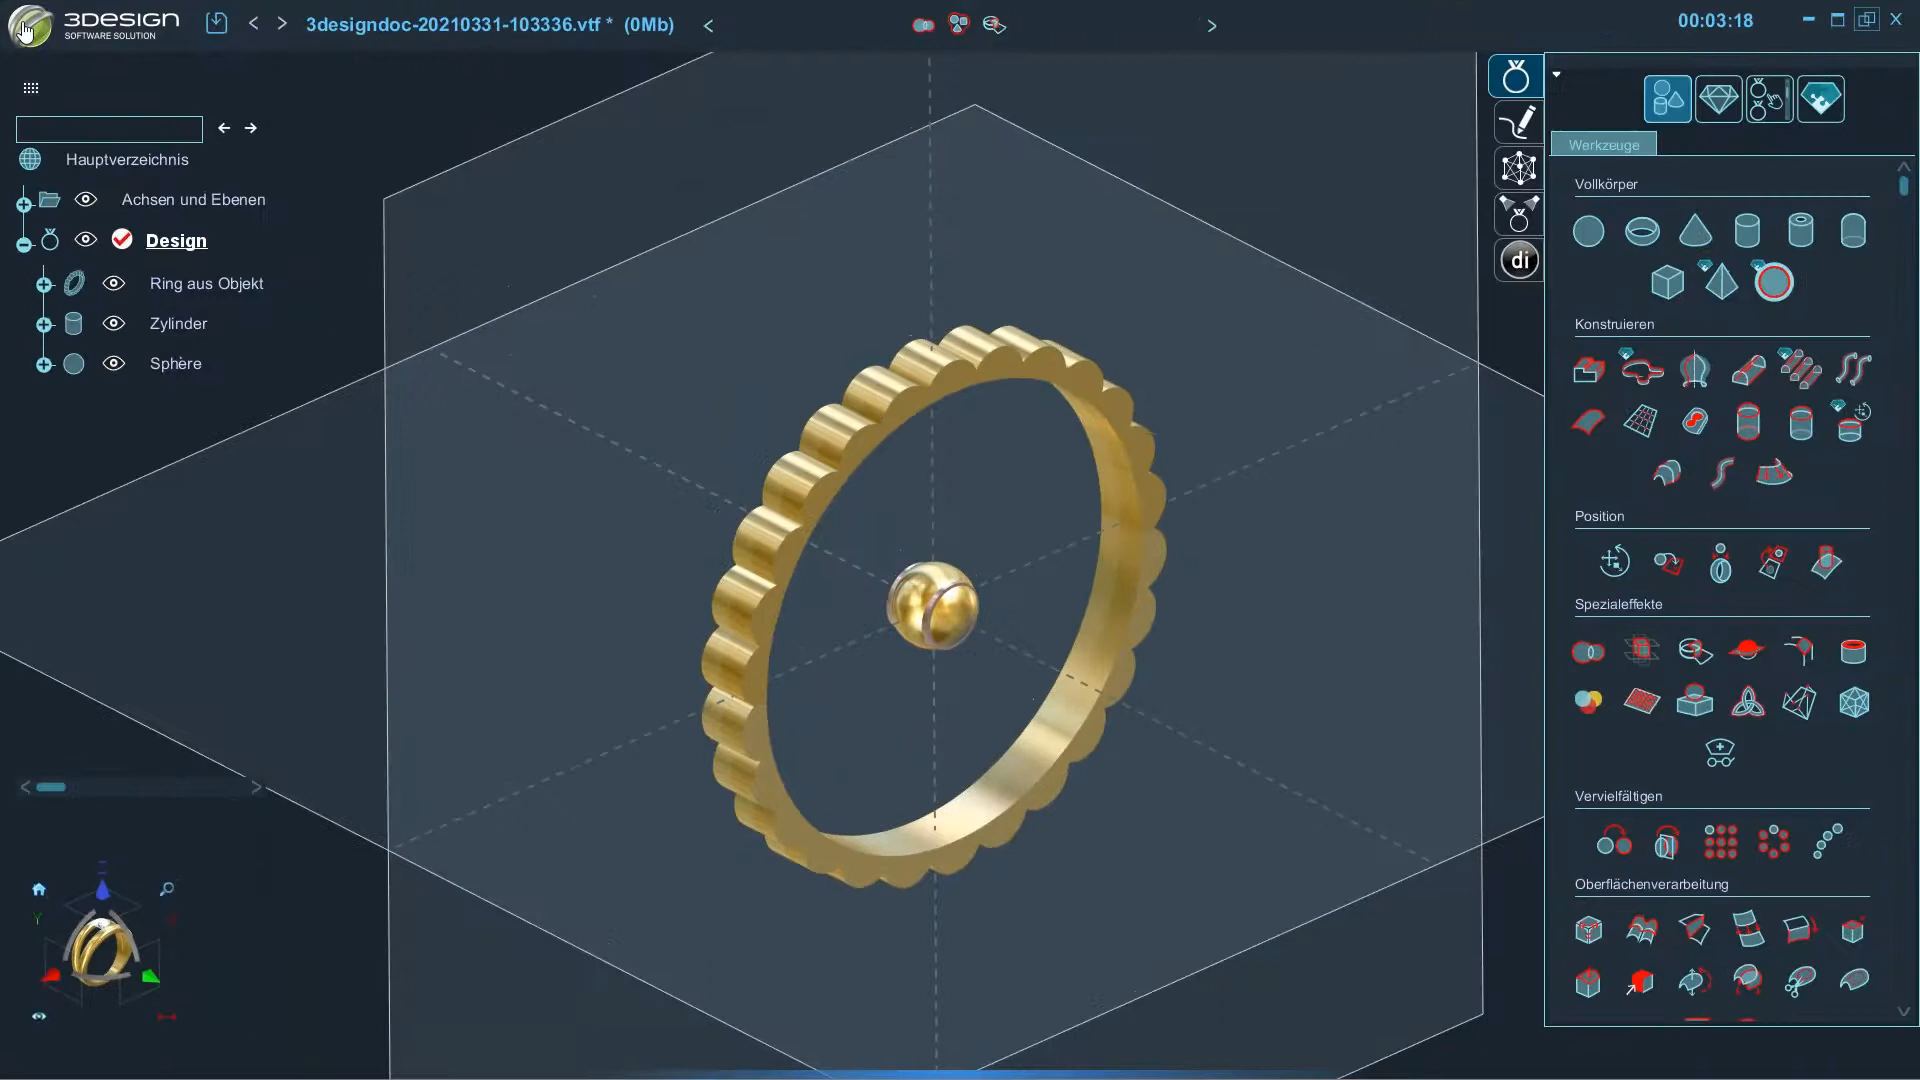 3DESIGN
SOFTWARE SOLUTION
3designdoc-20210331-103336.vtf * (0Mb)
00:03:18
Hauptverzeichnis
Achsen und Ebenen
Design
Ring aus Objekt
Zylinder
Sphère
di
Werkzeuge
Vollkörper
Konstruieren
Position
Spezialeffekte
Vervielfältigen
Oberflächenverarbeitung
Y